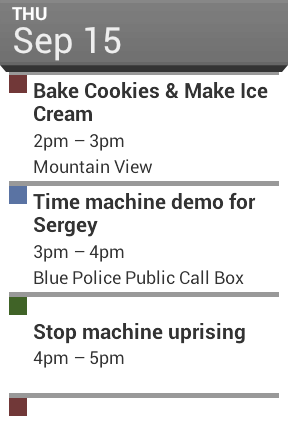 THU
Sep 15
Bake Cookies & Make Ice
Cream
2pm – 3pm
Mountain View
Time machine demo for
Sergey
3pm – 4pm
Blue Police Public Call Box
Stop machine uprising
4pm – 5pm